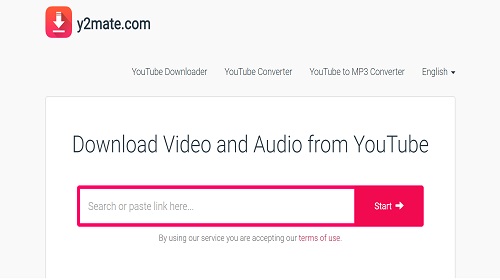 y2mate.com
YouTube Downloader YouTube Converter YouTube to MP3 Converter English
Download Video and Audio from YouTube
Search or paste link here... Start
By using our service you are accepting our terms of use.